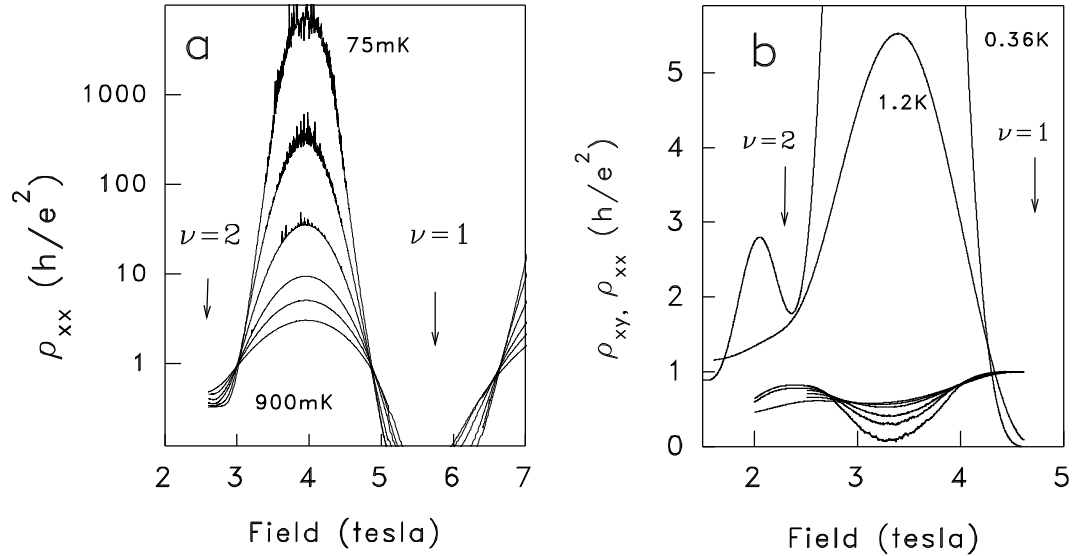 a
75mK
1000
100
10
1
ν=2
ν=1
900mK
ρxx (h/e²)
2 3 4 5 6 7
Field (tesla)
b
0.36K
1.2K
ν=2
ν=1
5
4
3
2
1
0
ρxy, ρxx (h/e²)
2 3 4 5
Field (tesla)